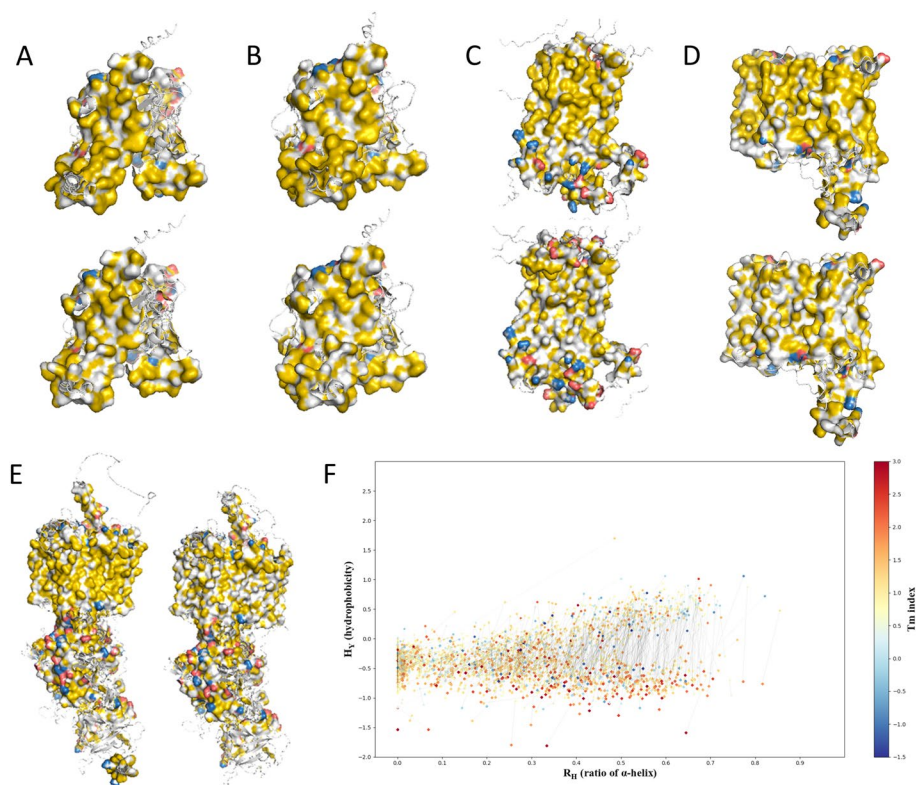 A
B
C
D
E
F
2.5
2.0
1.5
1.0
0.5
0.0
−0.5
−1.0
−1.5
−2.0
H_Y (hydrophobicity)
0.0 0.1 0.2 0.3 0.4 0.5 0.6 0.7 0.8 0.9
R_H (ratio of α-helix)
3.0
2.5
2.0
1.5
1.0
0.5
0.0
−0.5
−1.0
−1.5
Tm index